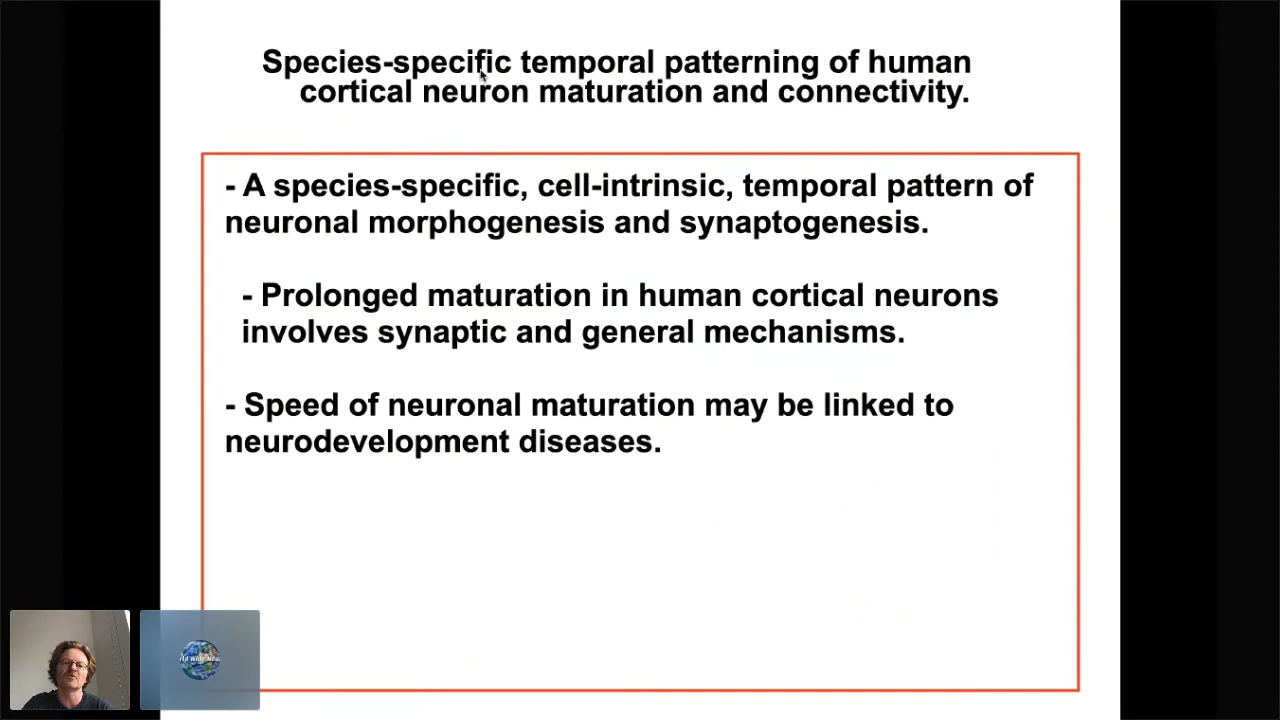 Species-specific temporal patterning of human
cortical neuron maturation and connectivity.
- A species-specific, cell-intrinsic, temporal pattern of
neuronal morphogenesis and synaptogenesis.
- Prolonged maturation in human cortical neurons
involves synaptic and general mechanisms.
- Speed of neuronal maturation may be linked to
neurodevelopment diseases.